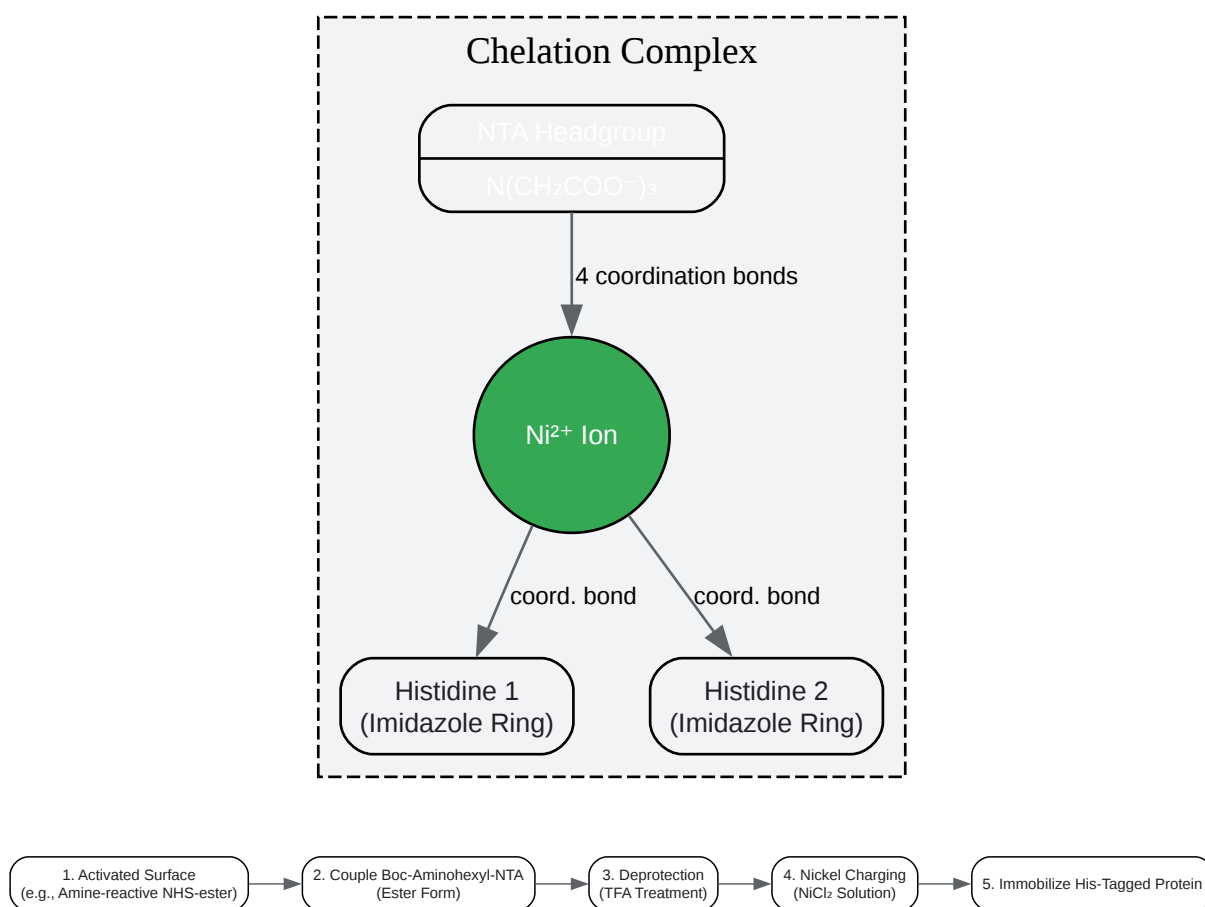 Chelation Complex
NTA Headgroup
N(CH₂COO⁻)₃
4 coordination bonds
Ni²⁺ Ion
coord. bond
coord. bond
Histidine 1
(Imidazole Ring)
Histidine 2
(Imidazole Ring)
1. Activated Surface
(e.g., Amine-reactive NHS-ester)
2. Couple Boc-Aminohexyl-NTA
(Ester Form)
3. Deprotection
(TFA Treatment)
4. Nickel Charging
(NiCl₂ Solution)
5. Immobilize His-Tagged Protein